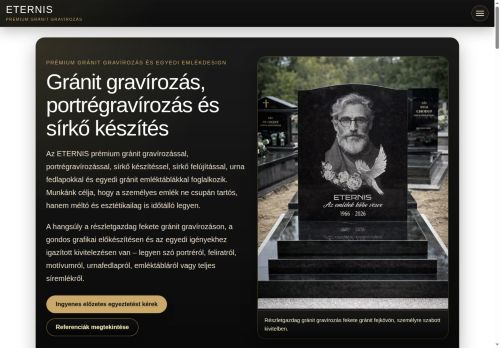 ETERNIS
PRÉMIUM GRÁNIT GRAVÍROZÁS
PRÉMIUM GRÁNIT GRAVÍROZÁS ÉS EGYEDI EMLÉKDESIGN
Gránit gravírozás,
portrégravírozás és
sírkő készítés
Az ETERNIS prémium gránit gravírozással,
portrégravírozással, sírkő készítéssel, sírkő felújítással, urna
fedlapokkal és egyedi gránit emléktáblákkal foglalkozik.
Munkánk célja, hogy a személyes emlék ne csupán tartós,
hanem méltó és esztétikailag is időtálló legyen.
A hangsúly a részletgazdag fekete gránit gravírozáson, a
gondos grafikai előkészítésen és az egyedi igényekhez
igazított kivitelezésen van – legyen szó portréról, feliratról,
motívumról, urnafedlapról, emléktábláról vagy teljes
síremlékről.
Ingyenes előzetes egyeztetést kérek
Referenciák megtekintése
ETERNIS
Az emlék kőbe vésve
1966 - 2026
Részletgazdag gránit gravírozás fekete gránit fejkövön, személyre szabott
kivitelben.